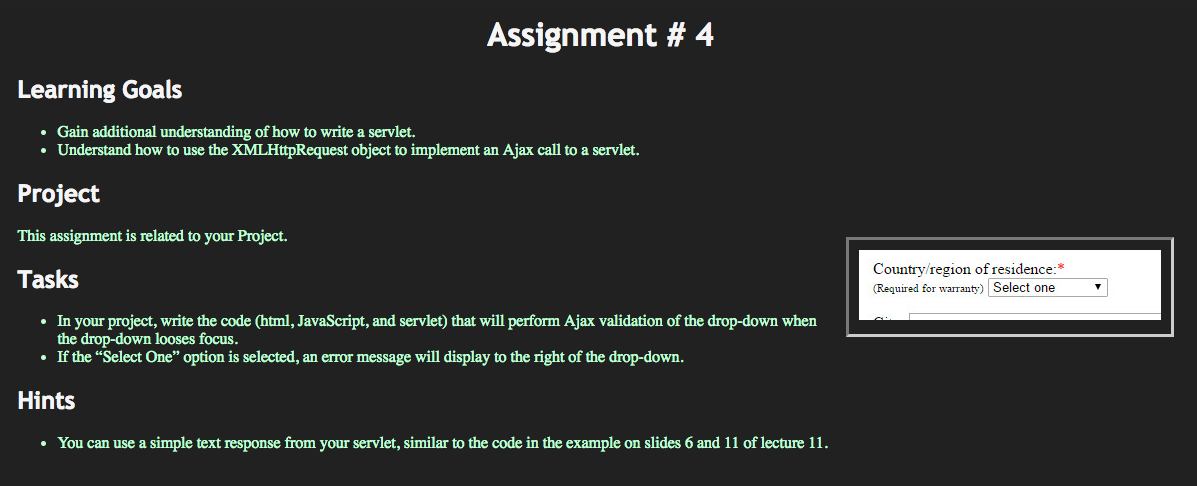 Assignment # 4
Learning Goals
• Gain additional understanding of how to write a servlet.
• Understand how to use the XMLHttpRequest object to implement an Ajax call to a servlet.
Project
This assignment is related to your Project.
Tasks
• In your project, write the code (html, JavaScript, and servlet) that will perform Ajax validation of the drop-down when
the drop-down looses focus.
• If the “Select One” option is selected, an error message will display to the right of the drop-down.
Country/region of residence:*
(Required for warranty) Select one
Hints
• You can use a simple text response from your servlet, similar to the code in the example on slides 6 and 11 of lecture 11.